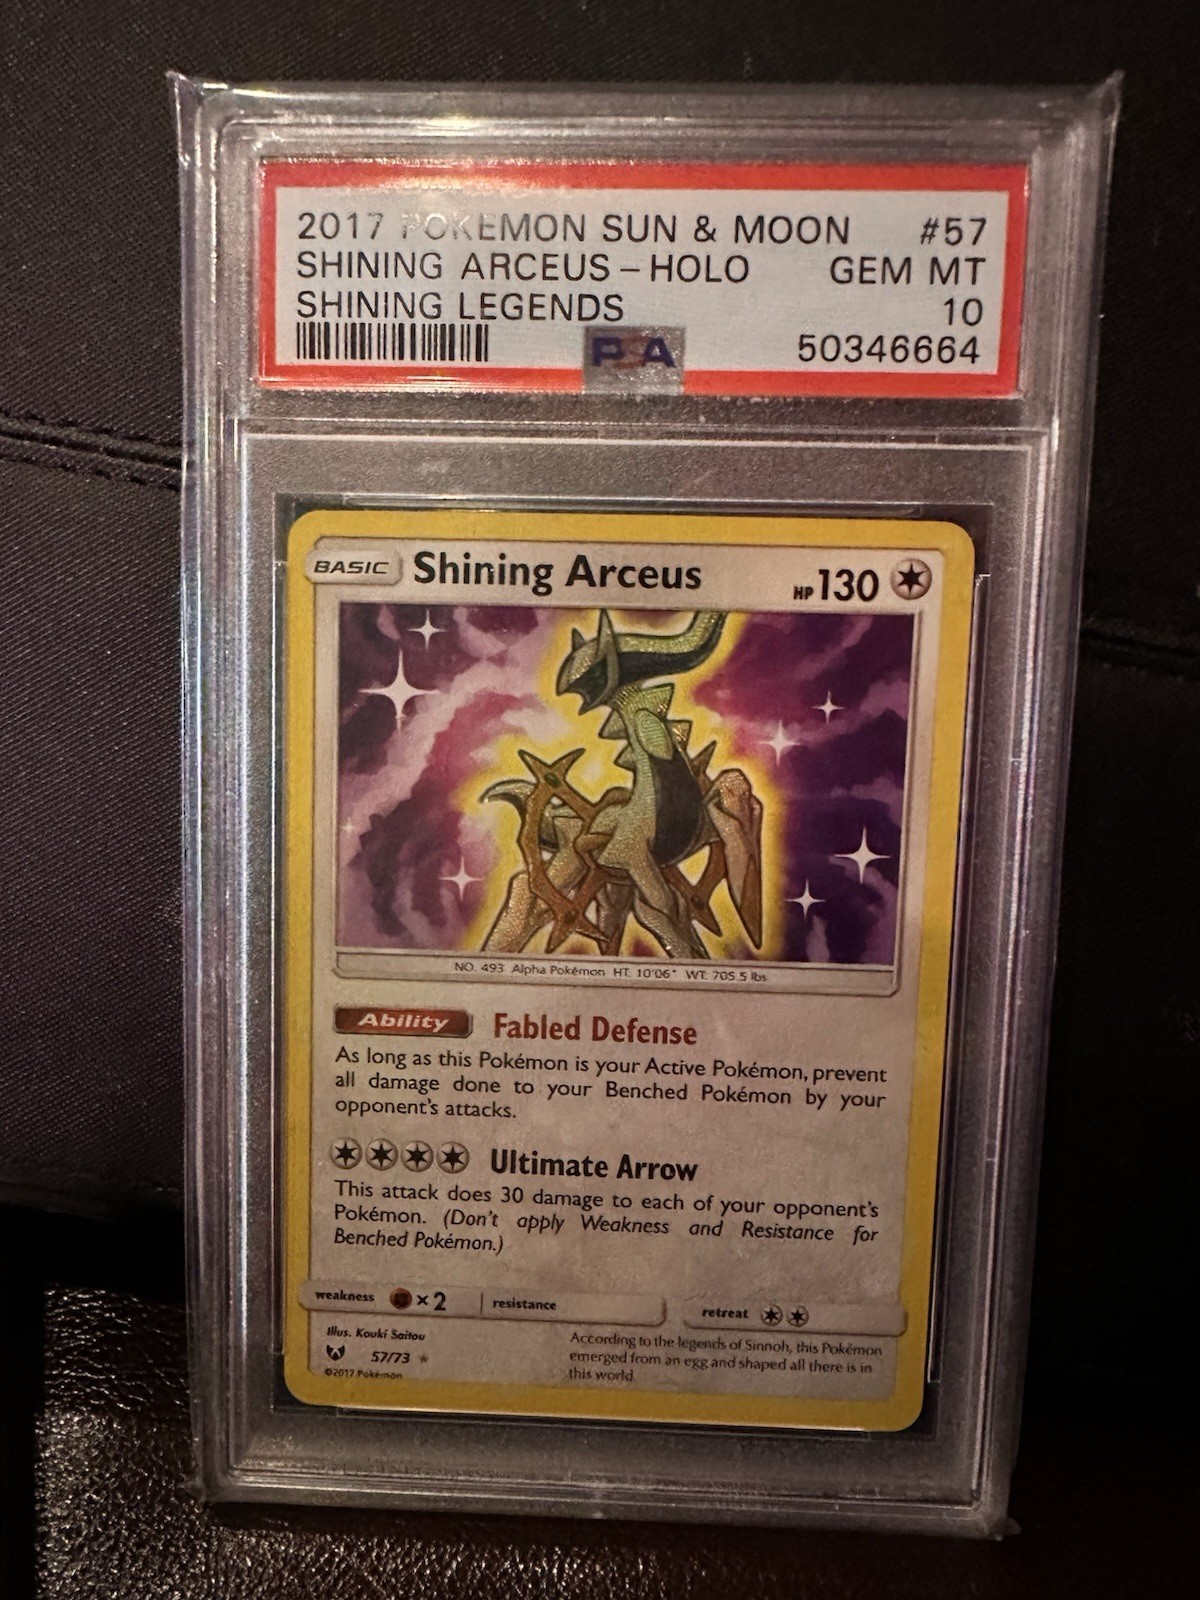 2017 POKEMON SUN & MOON #57
SHINING ARCEUS - HOLO GEM MT
SHINING LEGENDS 10
PSA 50346664
BASIC Shining Arceus HP 130
NO. 493 Alpha Pokémon HT: 10'06" WT: 705.5 lbs.
Ability Fabled Defense
As long as this Pokémon is your Active Pokémon, prevent
all damage done to your Benched Pokémon by your
opponent's attacks.
Ultimate Arrow
This attack does 30 damage to each of your opponent's
Pokémon. (Don't apply Weakness and Resistance for
Benched Pokémon.)
weakness ×2 resistance retreat
Illus. Kouki Saitou
57/73 ★
©2017 Pokémon
According to the legends of Sinnoh, this Pokémon
emerged from an egg and shaped all there is in
this world.